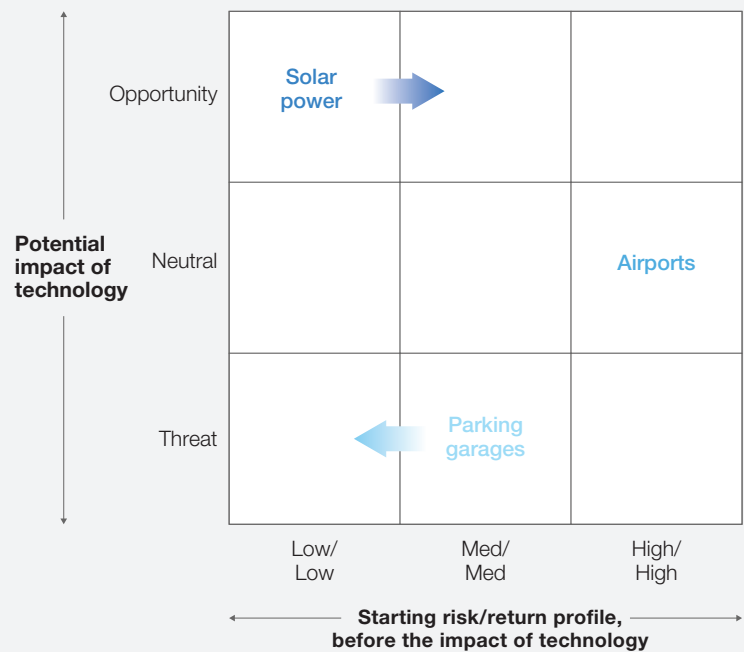 Opportunity
Solar
power
Potential
impact of
technology
Neutral
Airports
Threat
Parking
garages
Low/
Low
Med/
Med
High/
High
Starting risk/return profile,
before the impact of technology